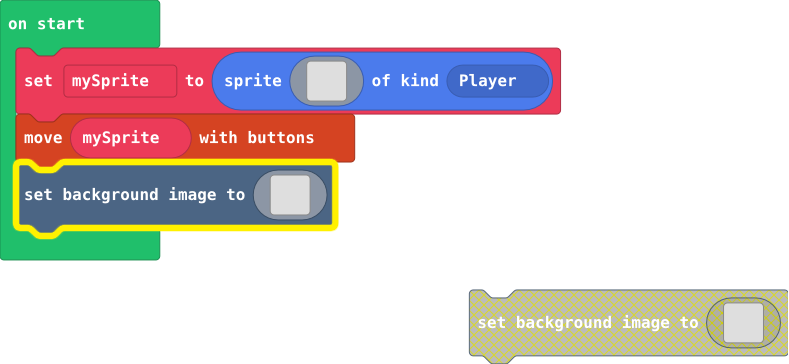 on start
set mySprite to sprite of kind Player
move mySprite with buttons
set background image to
set background image to